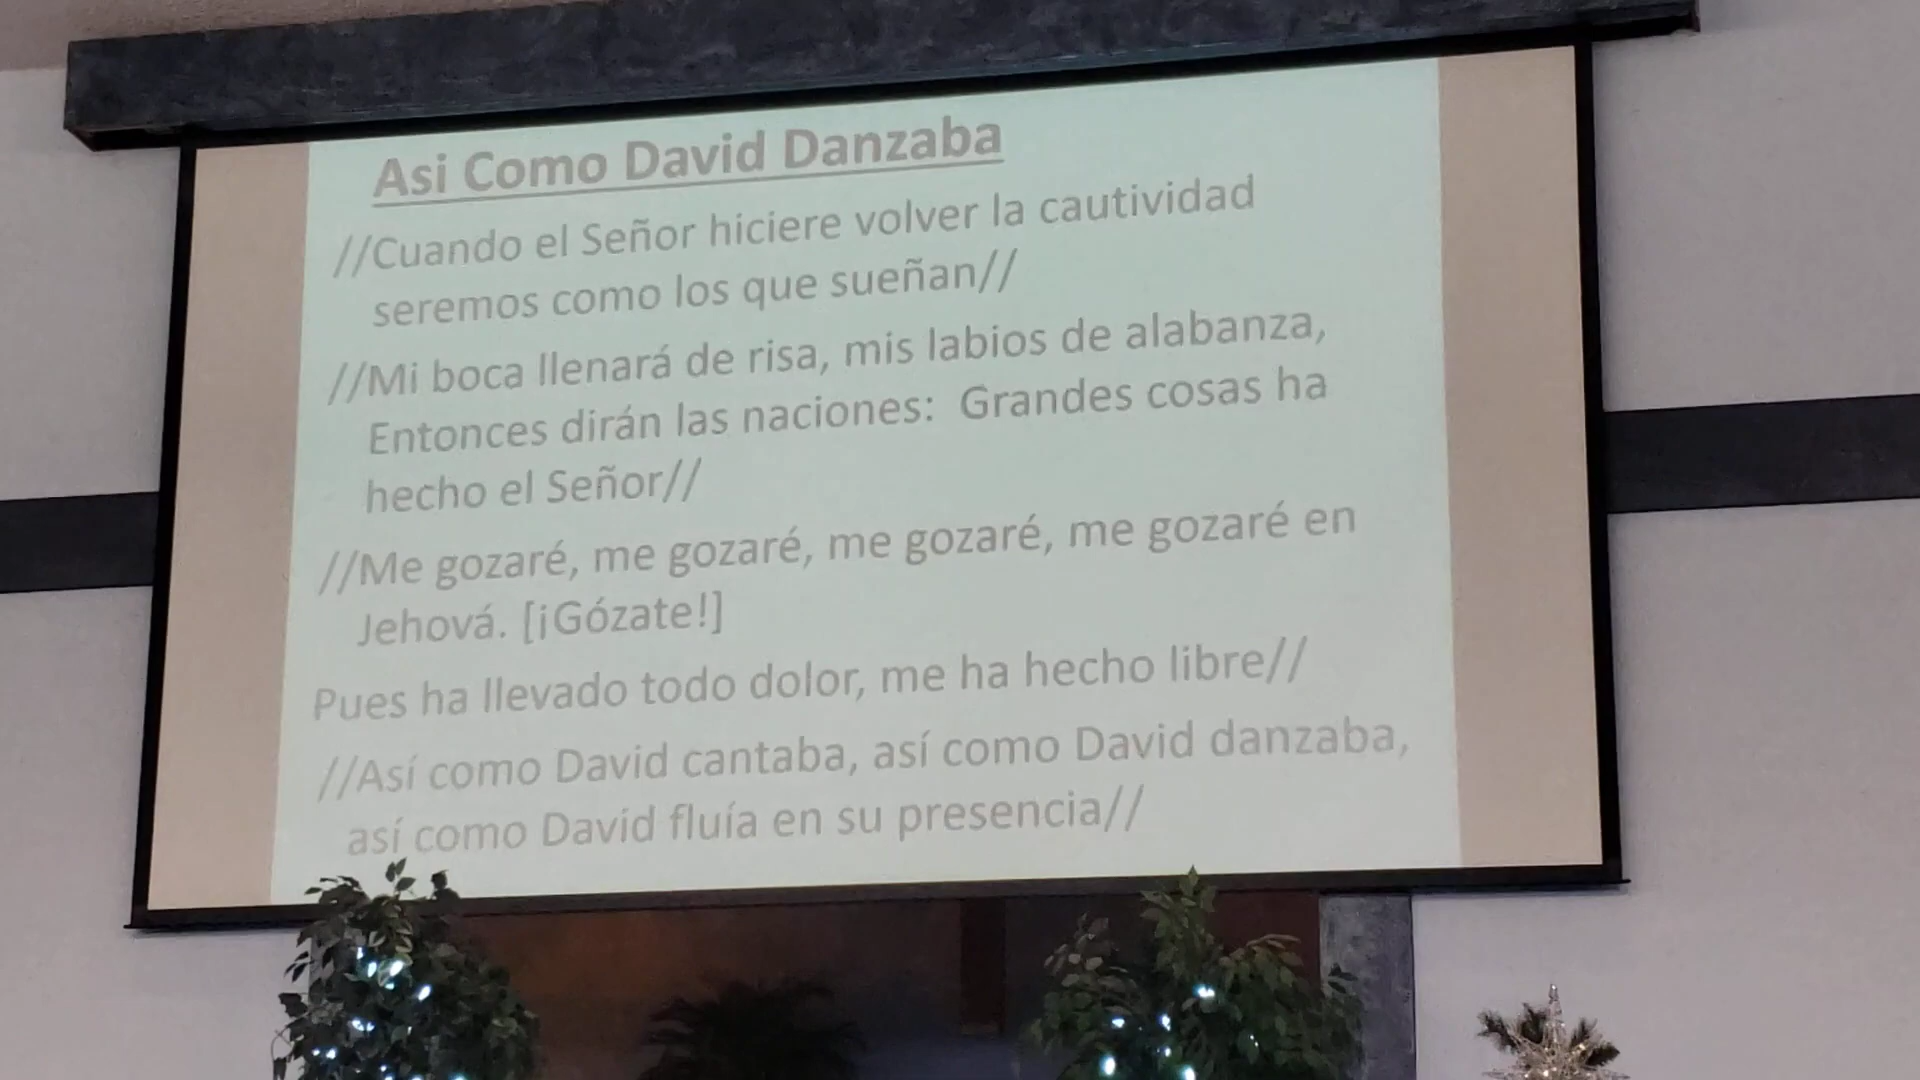 Asi Como David Danzaba
//Cuando el Señor hiciere volver la cautividad
seremos como los que sueñan//
//Mi boca llenará de risa, mis labios de alabanza,
Entonces dirán las naciones: Grandes cosas ha
hecho el Señor//
//Me gozaré, me gozaré, me gozaré, me gozaré en
Jehová. [¡Gózate!]
Pues ha llevado todo dolor, me ha hecho libre//
//Así como David cantaba, así como David danzaba,
así como David fluía en su presencia//